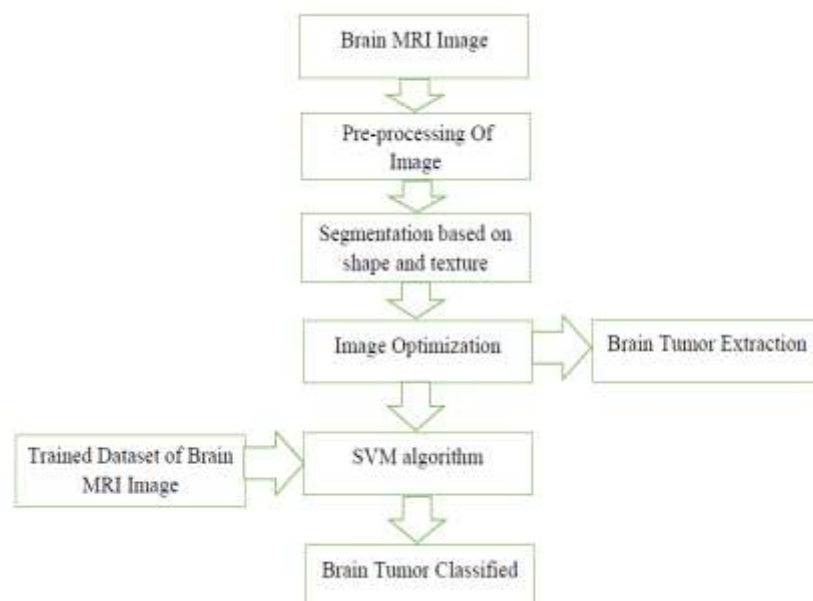 Brain MRI Image
Pre-processing Of
Image
Segmentation based on
shape and texture
Image Optimization
Brain Tumor Extraction
Trained Dataset of Brain
MRI Image
SVM algorithm
Brain Tumor Classified